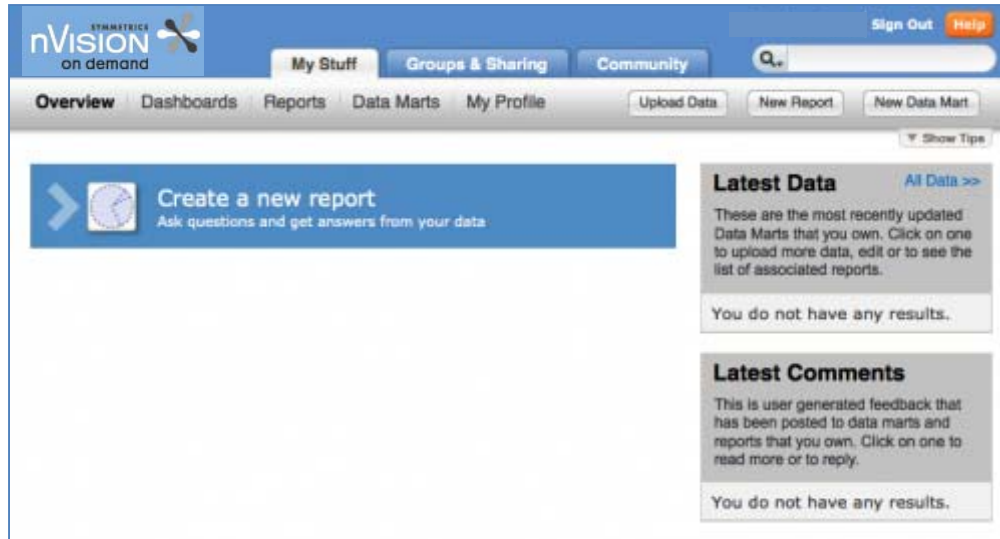 SYMMETRICS
nVISION
on demand
Sign Out Help
My Stuff Groups & Sharing Community
Overview Dashboards Reports Data Marts My Profile Upload Data New Report New Data Mart
Show Tips
Create a new report
Ask questions and get answers from your data
Latest Data All Data >>
These are the most recently updated
Data Marts that you own. Click on one
to upload more data, edit or to see the
list of associated reports.
You do not have any results.
Latest Comments
This is user generated feedback that
has been posted to data marts and
reports that you own. Click on one to
read more or to reply.
You do not have any results.